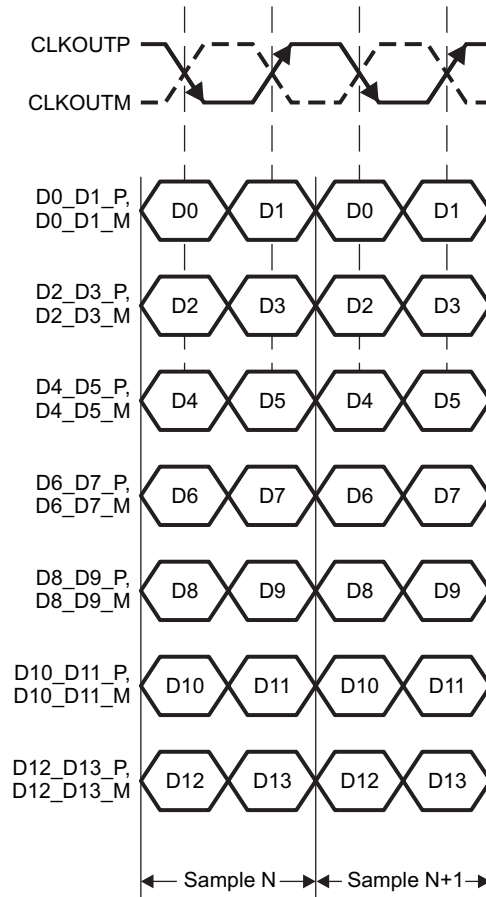 CLKOUTP
CLKOUTM
D0_D1_P,
D0_D1_M
D0 D1 D0 D1
D2_D3_P,
D2_D3_M
D2 D3 D2 D3
D4_D5_P,
D4_D5_M
D4 D5 D4 D5
D6_D7_P,
D6_D7_M
D6 D7 D6 D7
D8_D9_P,
D8_D9_M
D8 D9 D8 D9
D10_D11_P,
D10_D11_M
D10 D11 D10 D11
D12_D13_P,
D12_D13_M
D12 D13 D12 D13
Sample N Sample N+1